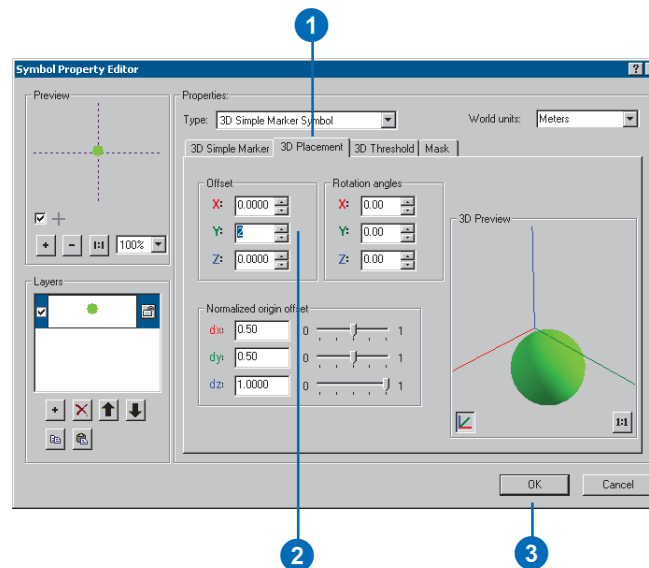 1
Symbol Property Editor
?
Preview
100%
1:1
Layers
Properties:
Type: 3D Simple Marker Symbol
World units: Meters
3D Simple Marker 3D Placement 3D Threshold Mask
Offset
X: 0.0000
Y: 2
Z: 0.0000
Rotation angles
X: 0.00
Y: 0.00
Z: 0.00
Normalized origin offset
dx: 0.50 0 1
dy: 0.50 0 1
dz: 1.0000 0 1
3D Preview
1:1
OK Cancel
2 3